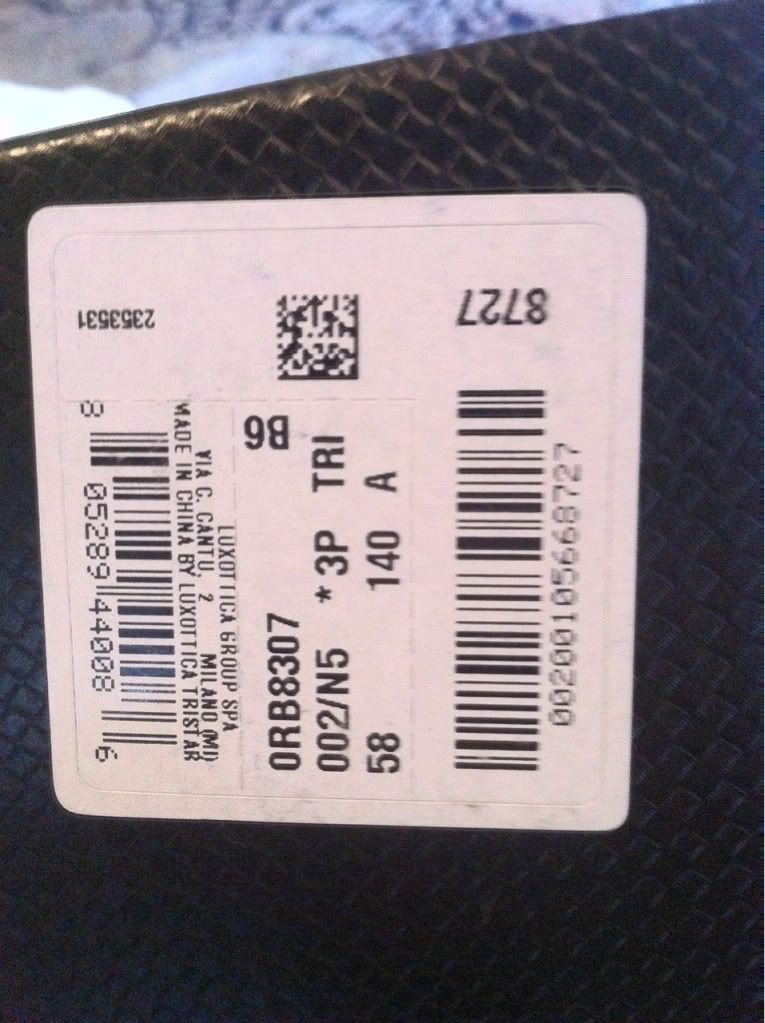 2353531
8 05289 44008 6
LUXOTTICA GROUP SPA
VIA C. CANTU, 2 MILANO (MI)
MADE IN CHINA BY LUXOTTICA TRISTAR
B6
0RB8307
002/N5 * 3P TRI
58 140 A
8727
00200105668727